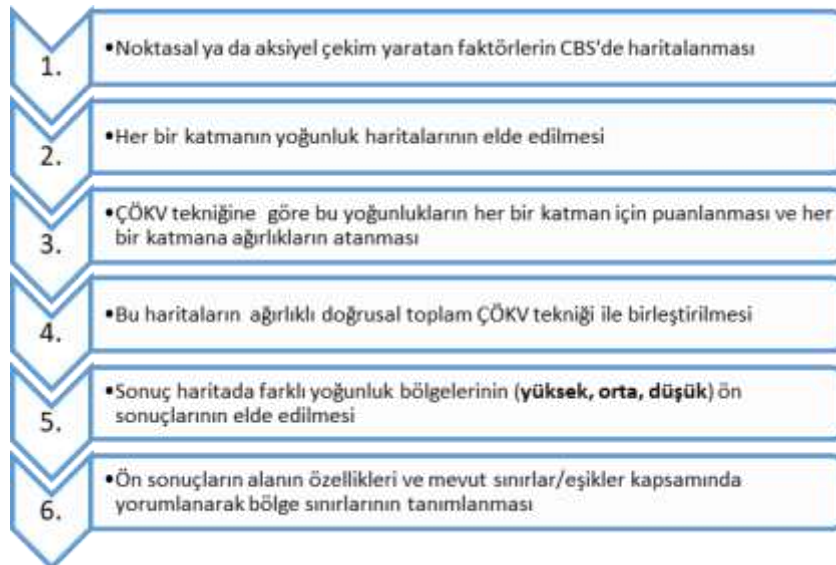 1.
•Noktasal ya da aksiyel çekim yaratan faktörlerin CBS'de haritalanması
2.
•Her bir katmanın yoğunluk haritalarının elde edilmesi
3.
•ÇÖKV tekniğine göre bu yoğunlukların her bir katman için puanlanması ve her
bir katmana ağırlıkların atanması
4.
•Bu haritaların ağırlıklı doğrusal toplam ÇÖKV tekniği ile birleştirilmesi
5.
•Sonuç haritada farklı yoğunluk bölgelerinin (yüksek, orta, düşük) ön
sonuçlarının elde edilmesi
6.
•Ön sonuçların alanın özellikleri ve mevut sınırlar/eşikler kapsamında
yorumlanarak bölge sınırlarının tanımlanması